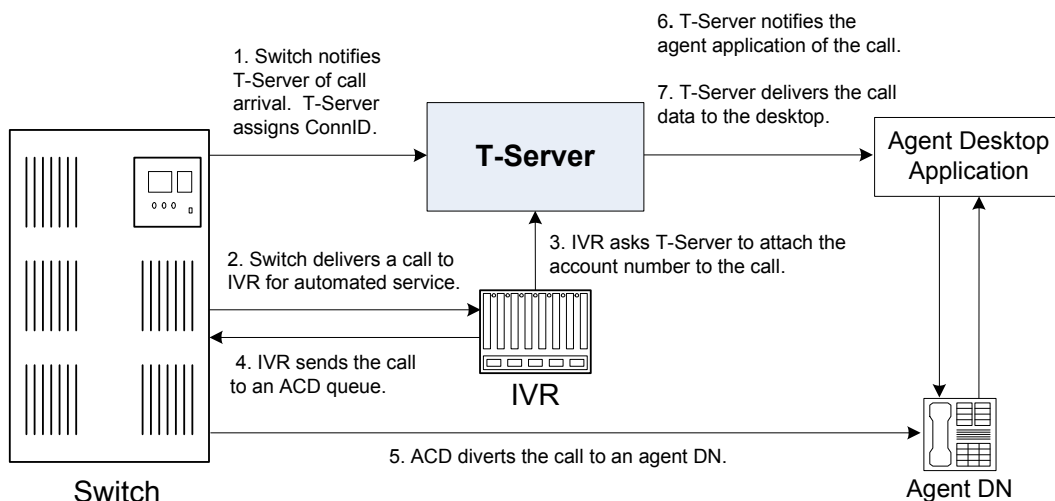 1. Switch notifies
T-Server of call
arrival.  T-Server
assigns ConnID.
6. T-Server notifies the
agent application of the call.
7. T-Server delivers the call
data to the desktop.
T-Server
Agent Desktop
Application
2. Switch delivers a call to
IVR for automated service.
3. IVR asks T-Server to attach the
account number to the call.
4. IVR sends the call
to an ACD queue.
IVR
5. ACD diverts the call to an agent DN.
Switch
Agent DN